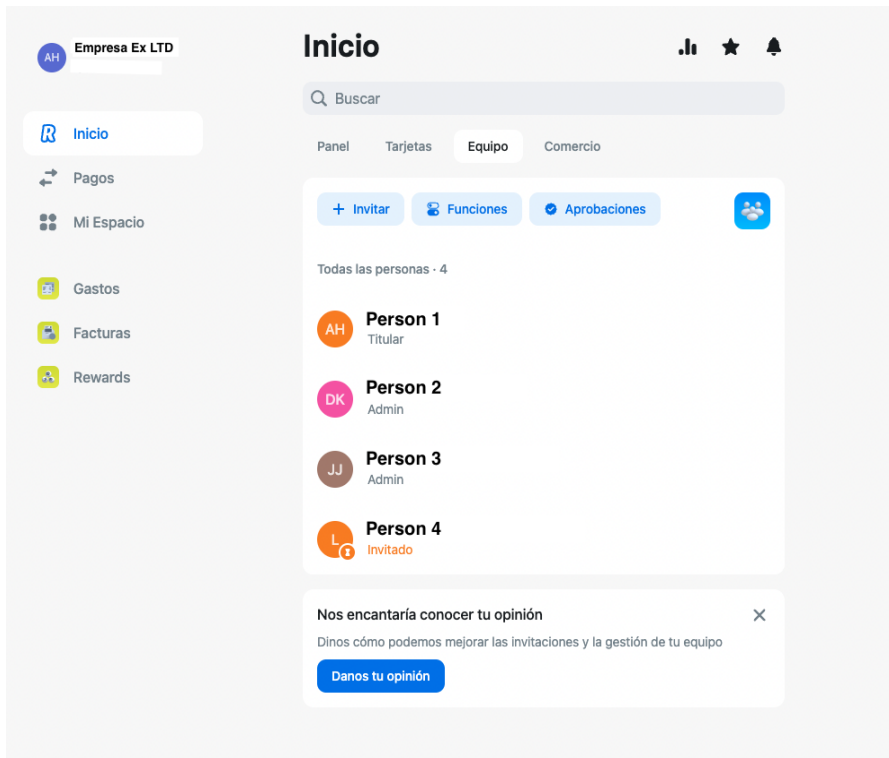 AH
Empresa Ex LTD
Inicio
Pagos
Mi Espacio
Gastos
Facturas
Rewards
Inicio
Buscar
Panel Tarjetas Equipo Comercio
+ Invitar Funciones Aprobaciones
Todas las personas · 4
AH
Person 1
Titular
DK
Person 2
Admin
JJ
Person 3
Admin
L
Person 4
Invitado
Nos encantaría conocer tu opinión
Dinos cómo podemos mejorar las invitaciones y la gestión de tu equipo
Danos tu opinión